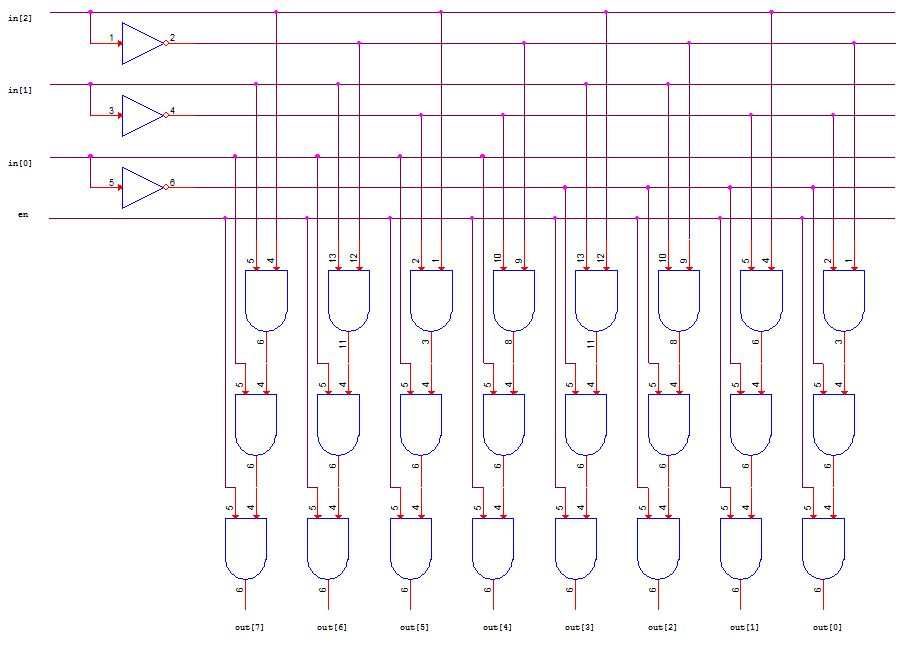 in[2]
1 2
in[1]
3 4
in[0]
5 6
en
5 4 13 12 2 1 10 9 13 12 10 9 5 4 2 1
6 11 3 8 11 8 6 3
5 4 5 4 5 4 5 4 5 4 5 4 5 4 5 4
6 6 6 6 6 6 6 6
5 4 5 4 5 4 5 4 5 4 5 4 5 4 5 4
6 6 6 6 6 6 6 6
out[7] out[6] out[5] out[4] out[3] out[2] out[1] out[0]